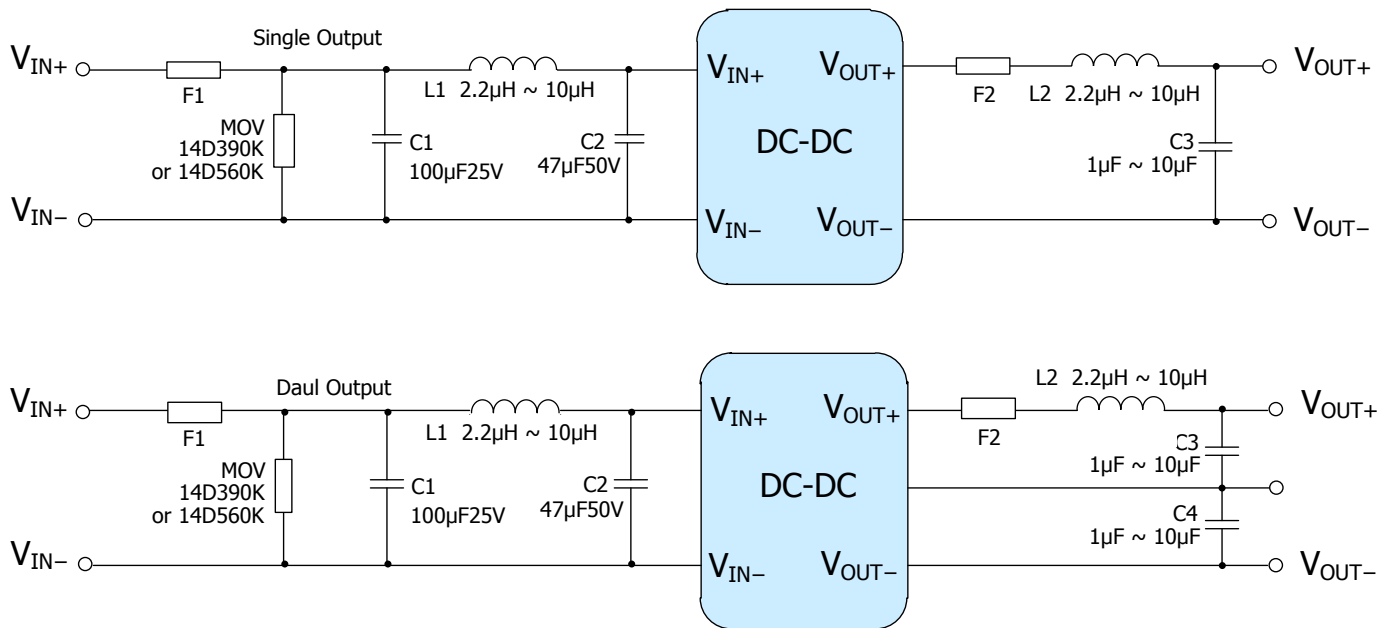 Single Output
VIN+
F1
MOV
14D390K
or 14D560K
C1
100µF25V
L1 2.2µH ~ 10µH
C2
47µF50V
VIN–
VIN+
VOUT+
DC-DC
VIN–
VOUT–
F2
L2 2.2µH ~ 10µH
C3
1µF ~ 10µF
VOUT+
VOUT–
Daul Output
VIN+
F1
MOV
14D390K
or 14D560K
C1
100µF25V
L1 2.2µH ~ 10µH
C2
47µF50V
VIN–
VIN+
VOUT+
DC-DC
VIN–
VOUT–
L2 2.2µH ~ 10µH
F2
C3
1µF ~ 10µF
C4
1µF ~ 10µF
VOUT+
VOUT–